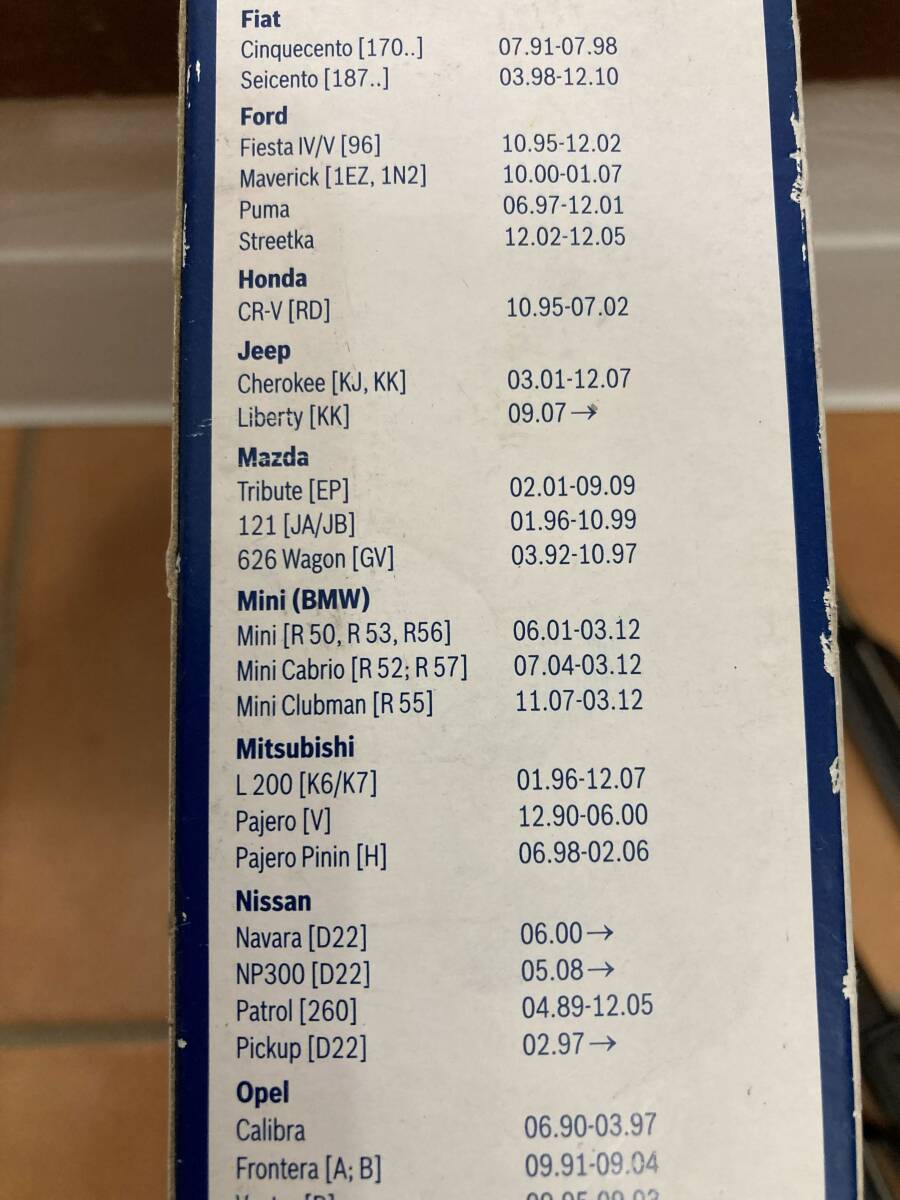 Fiat
Cinquecento [170..] 07.91-07.98
Seicento [187..] 03.98-12.10
Ford
Fiesta IV/V [96] 10.95-12.02
Maverick [1EZ, 1N2] 10.00-01.07
Puma 06.97-12.01
Streetka 12.02-12.05
Honda
CR-V [RD] 10.95-07.02
Jeep
Cherokee [KJ, KK] 03.01-12.07
Liberty [KK] 09.07→
Mazda
Tribute [EP] 02.01-09.09
121 [JA/JB] 01.96-10.99
626 Wagon [GV] 03.92-10.97
Mini (BMW)
Mini [R 50, R 53, R56] 06.01-03.12
Mini Cabrio [R 52; R 57] 07.04-03.12
Mini Clubman [R 55] 11.07-03.12
Mitsubishi
L 200 [K6/K7] 01.96-12.07
Pajero [V] 12.90-06.00
Pajero Pinin [H] 06.98-02.06
Nissan
Navara [D22] 06.00→
NP300 [D22] 05.08→
Patrol [260] 04.89-12.05
Pickup [D22] 02.97→
Opel
Calibra 06.90-03.97
Frontera [A; B] 09.91-09.04